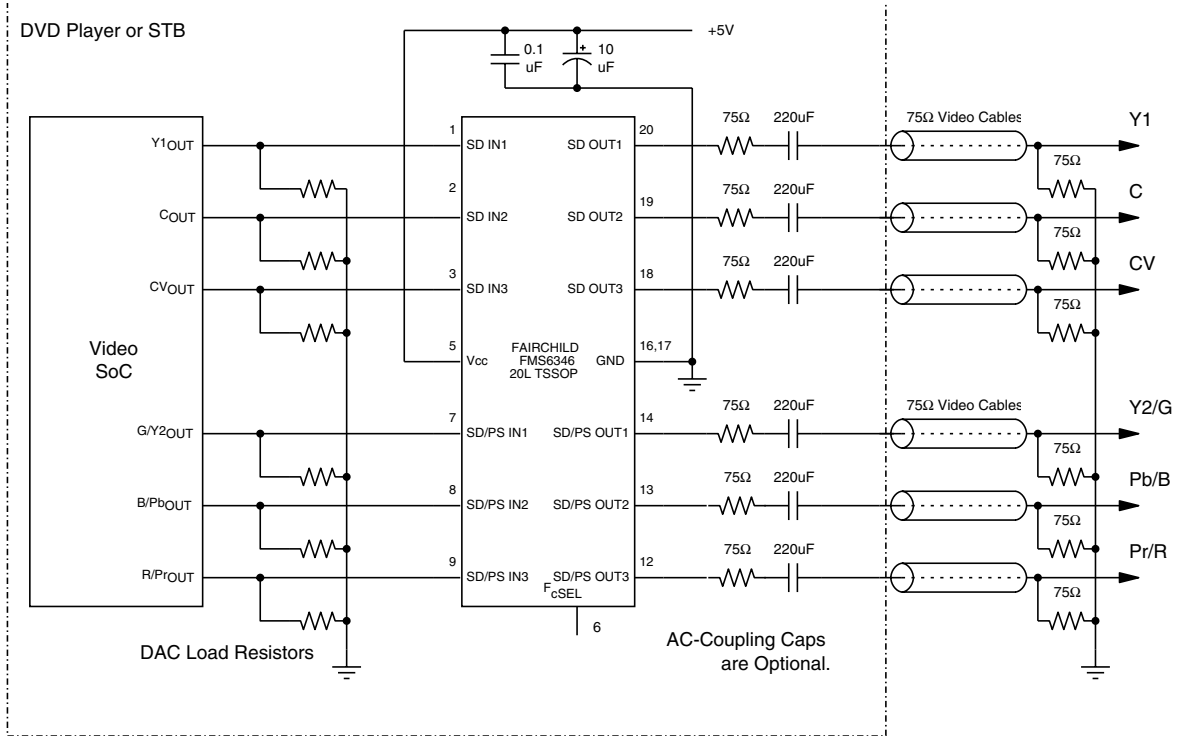 DVD Player or STB
+5V
0.1
uF
+
10
uF
Video
SoC
Y1OUT
COUT
CVOUT
G/Y2OUT
B/PbOUT
R/PrOUT
DAC Load Resistors
1
2
3
5
7
8
9
SD IN1
SD IN2
SD IN3
Vcc
SD/PS IN1
SD/PS IN2
SD/PS IN3
FAIRCHILD
FMS6346
20L TSSOP
SD OUT1
SD OUT2
SD OUT3
GND
SD/PS OUT1
SD/PS OUT2
SD/PS OUT3
FcSEL
6
20
19
18
16,17
14
13
12
75Ω 220uF
75Ω 220uF
75Ω 220uF
75Ω 220uF
75Ω 220uF
75Ω 220uF
AC-Coupling Caps
are Optional.
75Ω Video Cables
Y1
75Ω
C
75Ω
CV
75Ω
75Ω Video Cables
Y2/G
75Ω
Pb/B
75Ω
Pr/R
75Ω